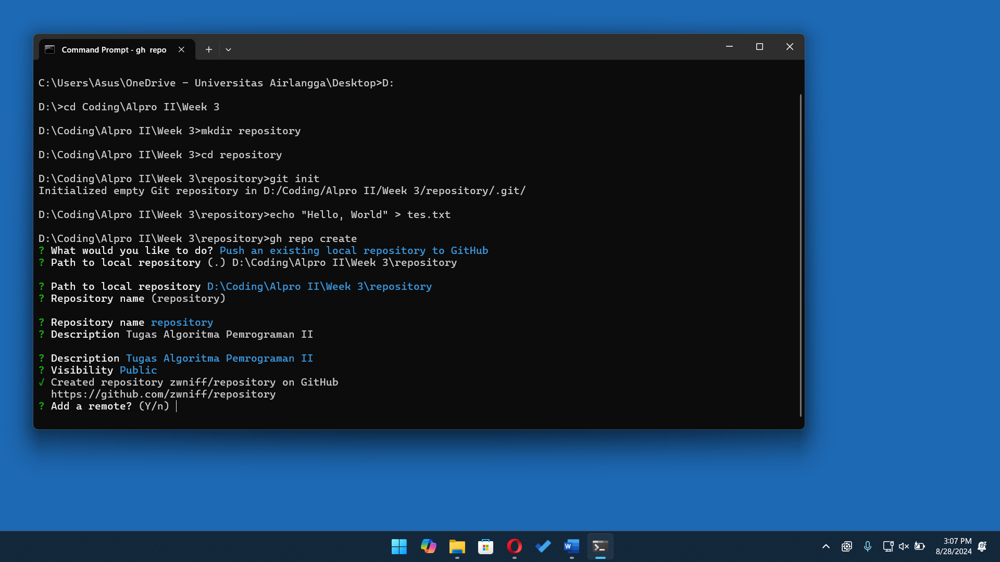 Command Prompt - gh  repo
C:\Users\Asus\OneDrive - Universitas Airlangga\Desktop>D:
D:\>cd Coding\Alpro II\Week 3
D:\Coding\Alpro II\Week 3>mkdir repository
D:\Coding\Alpro II\Week 3>cd repository
D:\Coding\Alpro II\Week 3\repository>git init
Initialized empty Git repository in D:/Coding/Alpro II/Week 3/repository/.git/
D:\Coding\Alpro II\Week 3\repository>echo "Hello, World" > tes.txt
D:\Coding\Alpro II\Week 3\repository>gh repo create
? What would you like to do? Push an existing local repository to GitHub
? Path to local repository (.) D:\Coding\Alpro II\Week 3\repository
? Path to local repository D:\Coding\Alpro II\Week 3\repository
? Repository name (repository)
? Repository name repository
? Description Tugas Algoritma Pemrograman II
? Description Tugas Algoritma Pemrograman II
? Visibility Public
√ Created repository zwniff/repository on GitHub
https://github.com/zwniff/repository
? Add a remote? (Y/n)
3:07 PM
8/28/2024